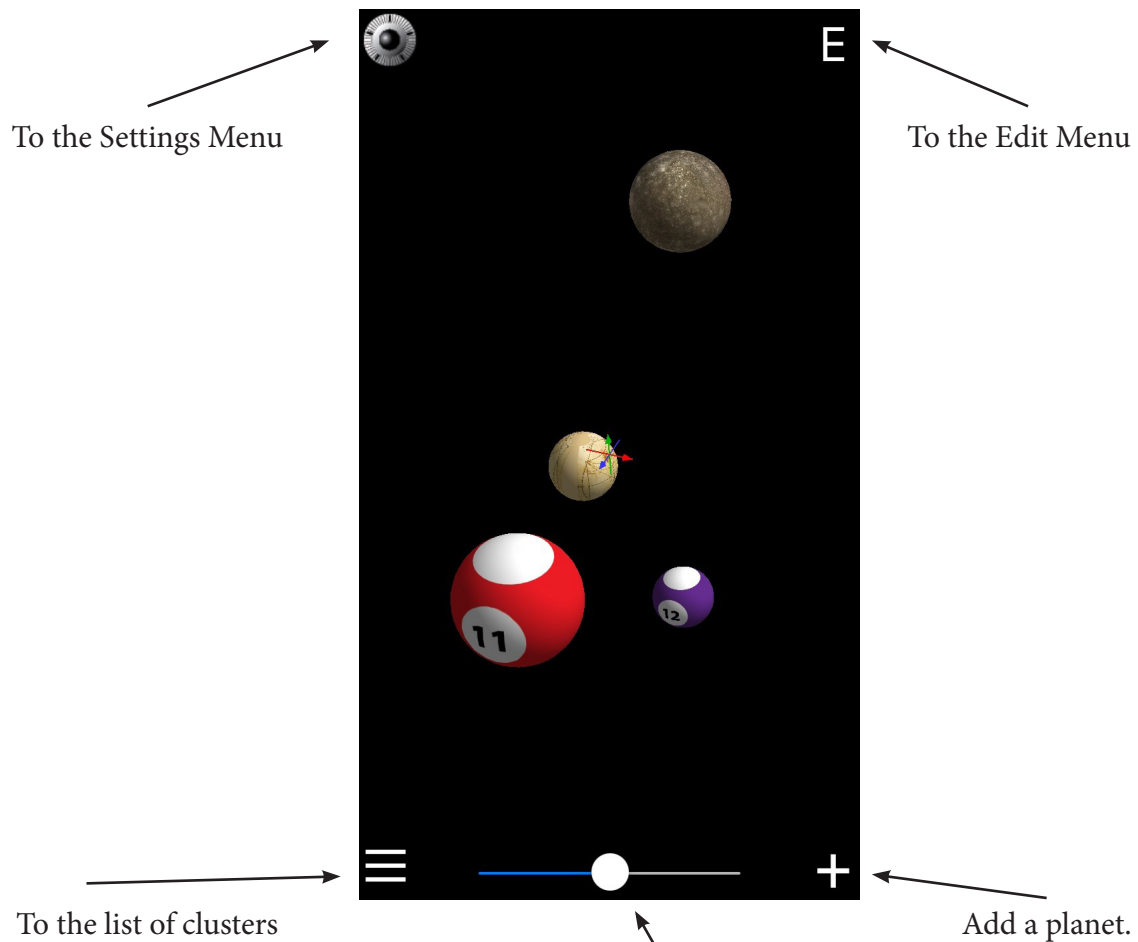 E
To the Settings Menu
To the Edit Menu
11
12
To the list of clusters
Add a planet.